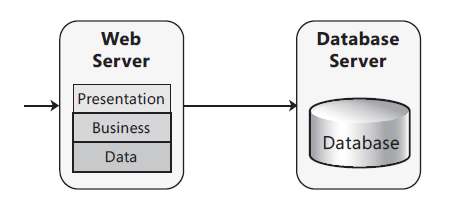 Web
Server
Presentation
Business
Data
Database
Server
Database